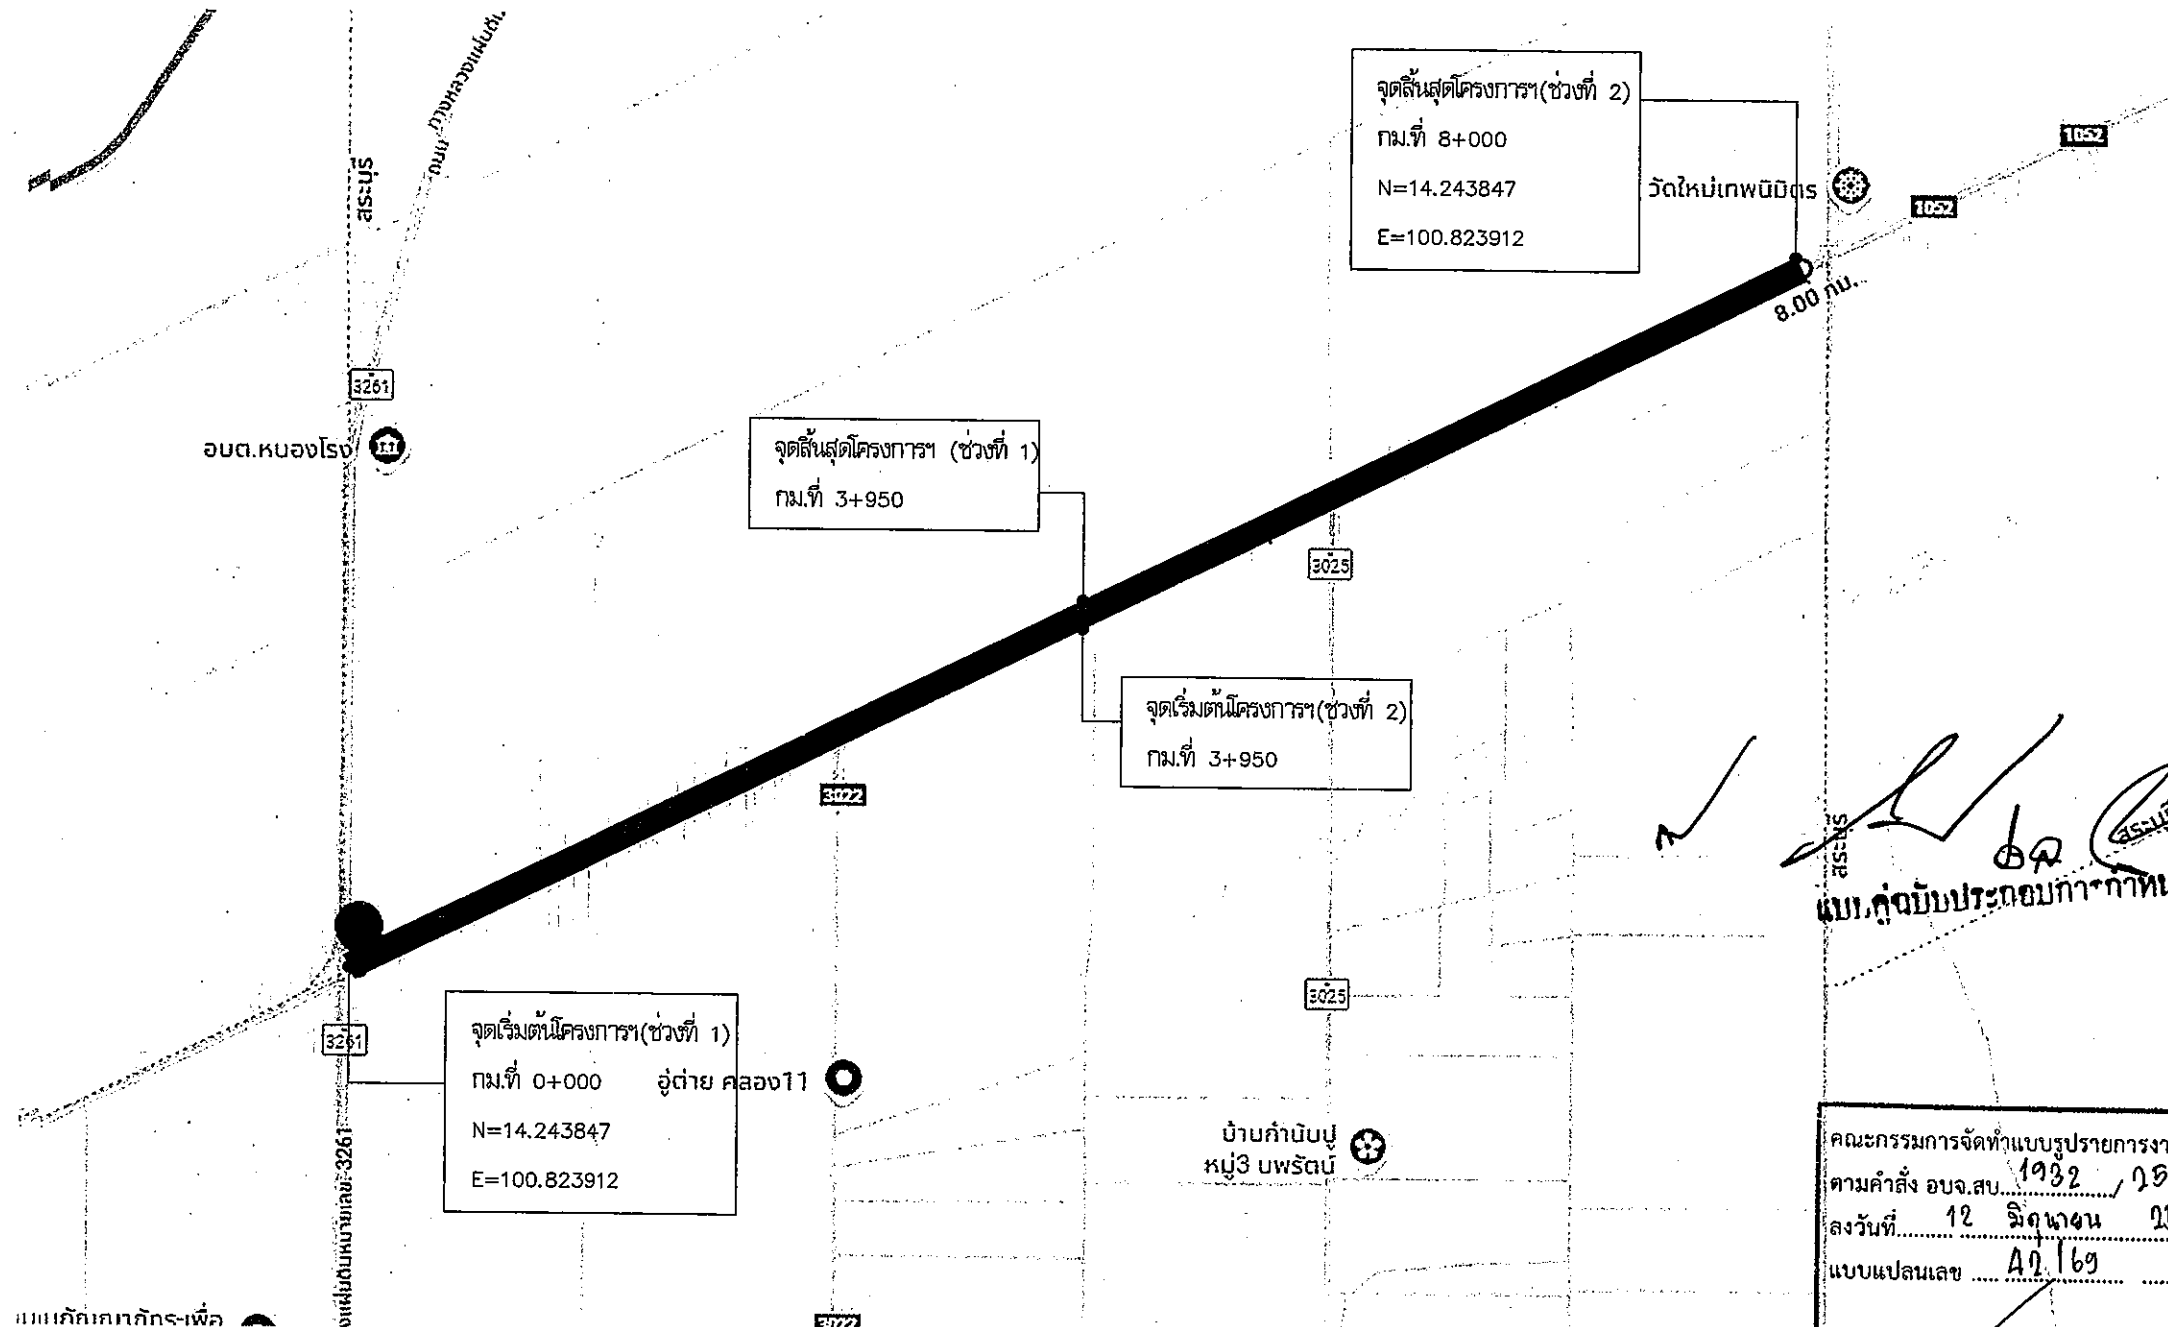 สระบุรี
จุดสิ้นสุดโครงการฯ(ช่วงที่ 2)
กม.ที่ 8+000
N=14.243847
E=100.823912
1052
วัดใหม่เทพนิมิตร
1052
8.00 กม.
3261
อบต.หนองโรง
จุดสิ้นสุดโครงการฯ (ช่วงที่ 1)
กม.ที่ 3+950
3025
จุดเริ่มต้นโครงการฯ(ช่วงที่ 2)
กม.ที่ 3+950
3022
3025
3261
จุดเริ่มต้นโครงการฯ(ช่วงที่ 1)
กม.ที่ 0+000
N=14.243847
E=100.823912
อู่ต่าย คลอง11
บ้านกำนันปู
หมู่3 นพรัตน์
คณะกรรมการจัดทำแบบรูปรายการงา
ตามคำสั่ง อบจ.สบ. 1932 / 25
ลงวันที่ 12 มิถุนายน
แบบแปลนเลข
3022